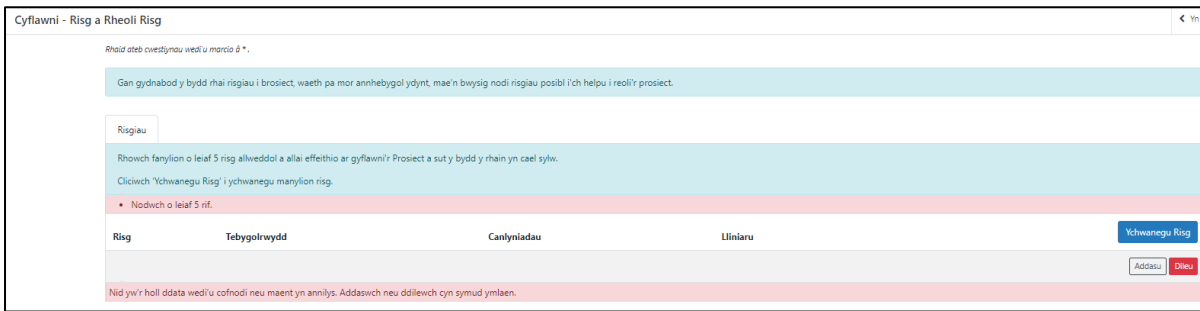 Cyflawni - Risg a Rheoli Risg
Yn
Rhaid ateb cwestiynau wedi'u marcio â * .
Gan gydnabod y bydd rhai risgiau i brosiect, waeth pa mor annhebygol ydynt, mae'n bwysig nodi risgiau posibl i'ch helpu i reoli'r prosiect.
Risgiau
Rhowch fanylion o leiaf 5 risg allweddol a allai effeithio ar gyflawni'r Prosiect a sut y bydd y rhain yn cael sylw.
Cliciwch 'Ychwanegu Risg' i ychwanegu manylion risg.
• Nodwch o leiaf 5 rif.
Risg Tebygolrwydd Canlyniadau Lliniaru Ychwanegu Risg
Addasu Dileu
Nid yw'r holl ddata wedi'u cofnodi neu maent yn annilys. Addaswch neu ddilewch cyn symud ymlaen.